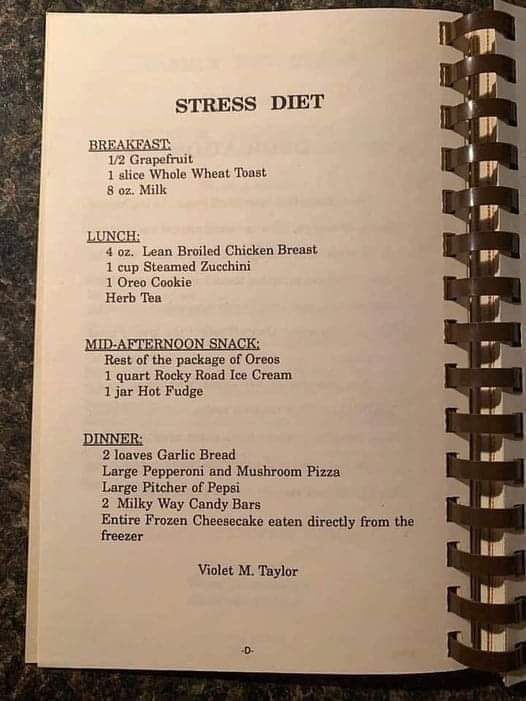 STRESS DIET
BREAKFAST:
1/2 Grapefruit
1 slice Whole Wheat Toast
8 oz. Milk
LUNCH:
4 oz. Lean Broiled Chicken Breast
1 cup Steamed Zucchini
1 Oreo Cookie
Herb Tea
MID-AFTERNOON SNACK:
Rest of the package of Oreos
1 quart Rocky Road Ice Cream
1 jar Hot Fudge
DINNER:
2 loaves Garlic Bread
Large Pepperoni and Mushroom Pizza
Large Pitcher of Pepsi
2 Milky Way Candy Bars
Entire Frozen Cheesecake eaten directly from the
freezer
Violet M. Taylor
-D-